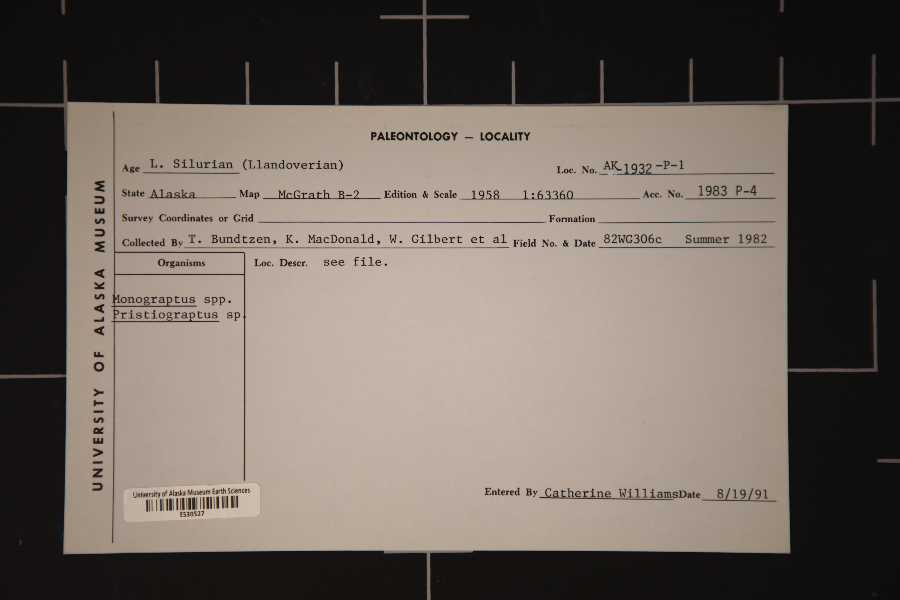 PALEONTOLOGY — LOCALITY
Age L. Silurian (Llandoverian) Loc. No. AK-1932-P-1
State Alaska Map McGrath B-2 Edition & Scale 1958 1:63360 Acc. No. 1983 P-4
Survey Coordinates or Grid Formation
Collected By T. Bundtzen, K. MacDonald, W. Gilbert et al Field No. & Date 82WG306c Summer 1982
Organisms Loc. Descr. see file.
Monograptus spp.
Pristiograptus sp.
UNIVERSITY OF ALASKA MUSEUM
Entered By Catherine Williams Date 8/19/91
University of Alaska Museum Earth Sciences
ES30527